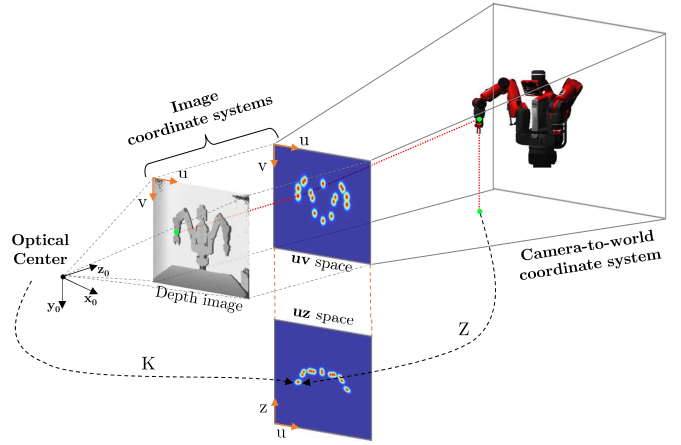 Image
coordinate systems
u
v
u
v
Optical
Center
z₀
x₀
y₀
Depth image
uv space
Camera-to-world
coordinate system
uz space
Z
K
z
u